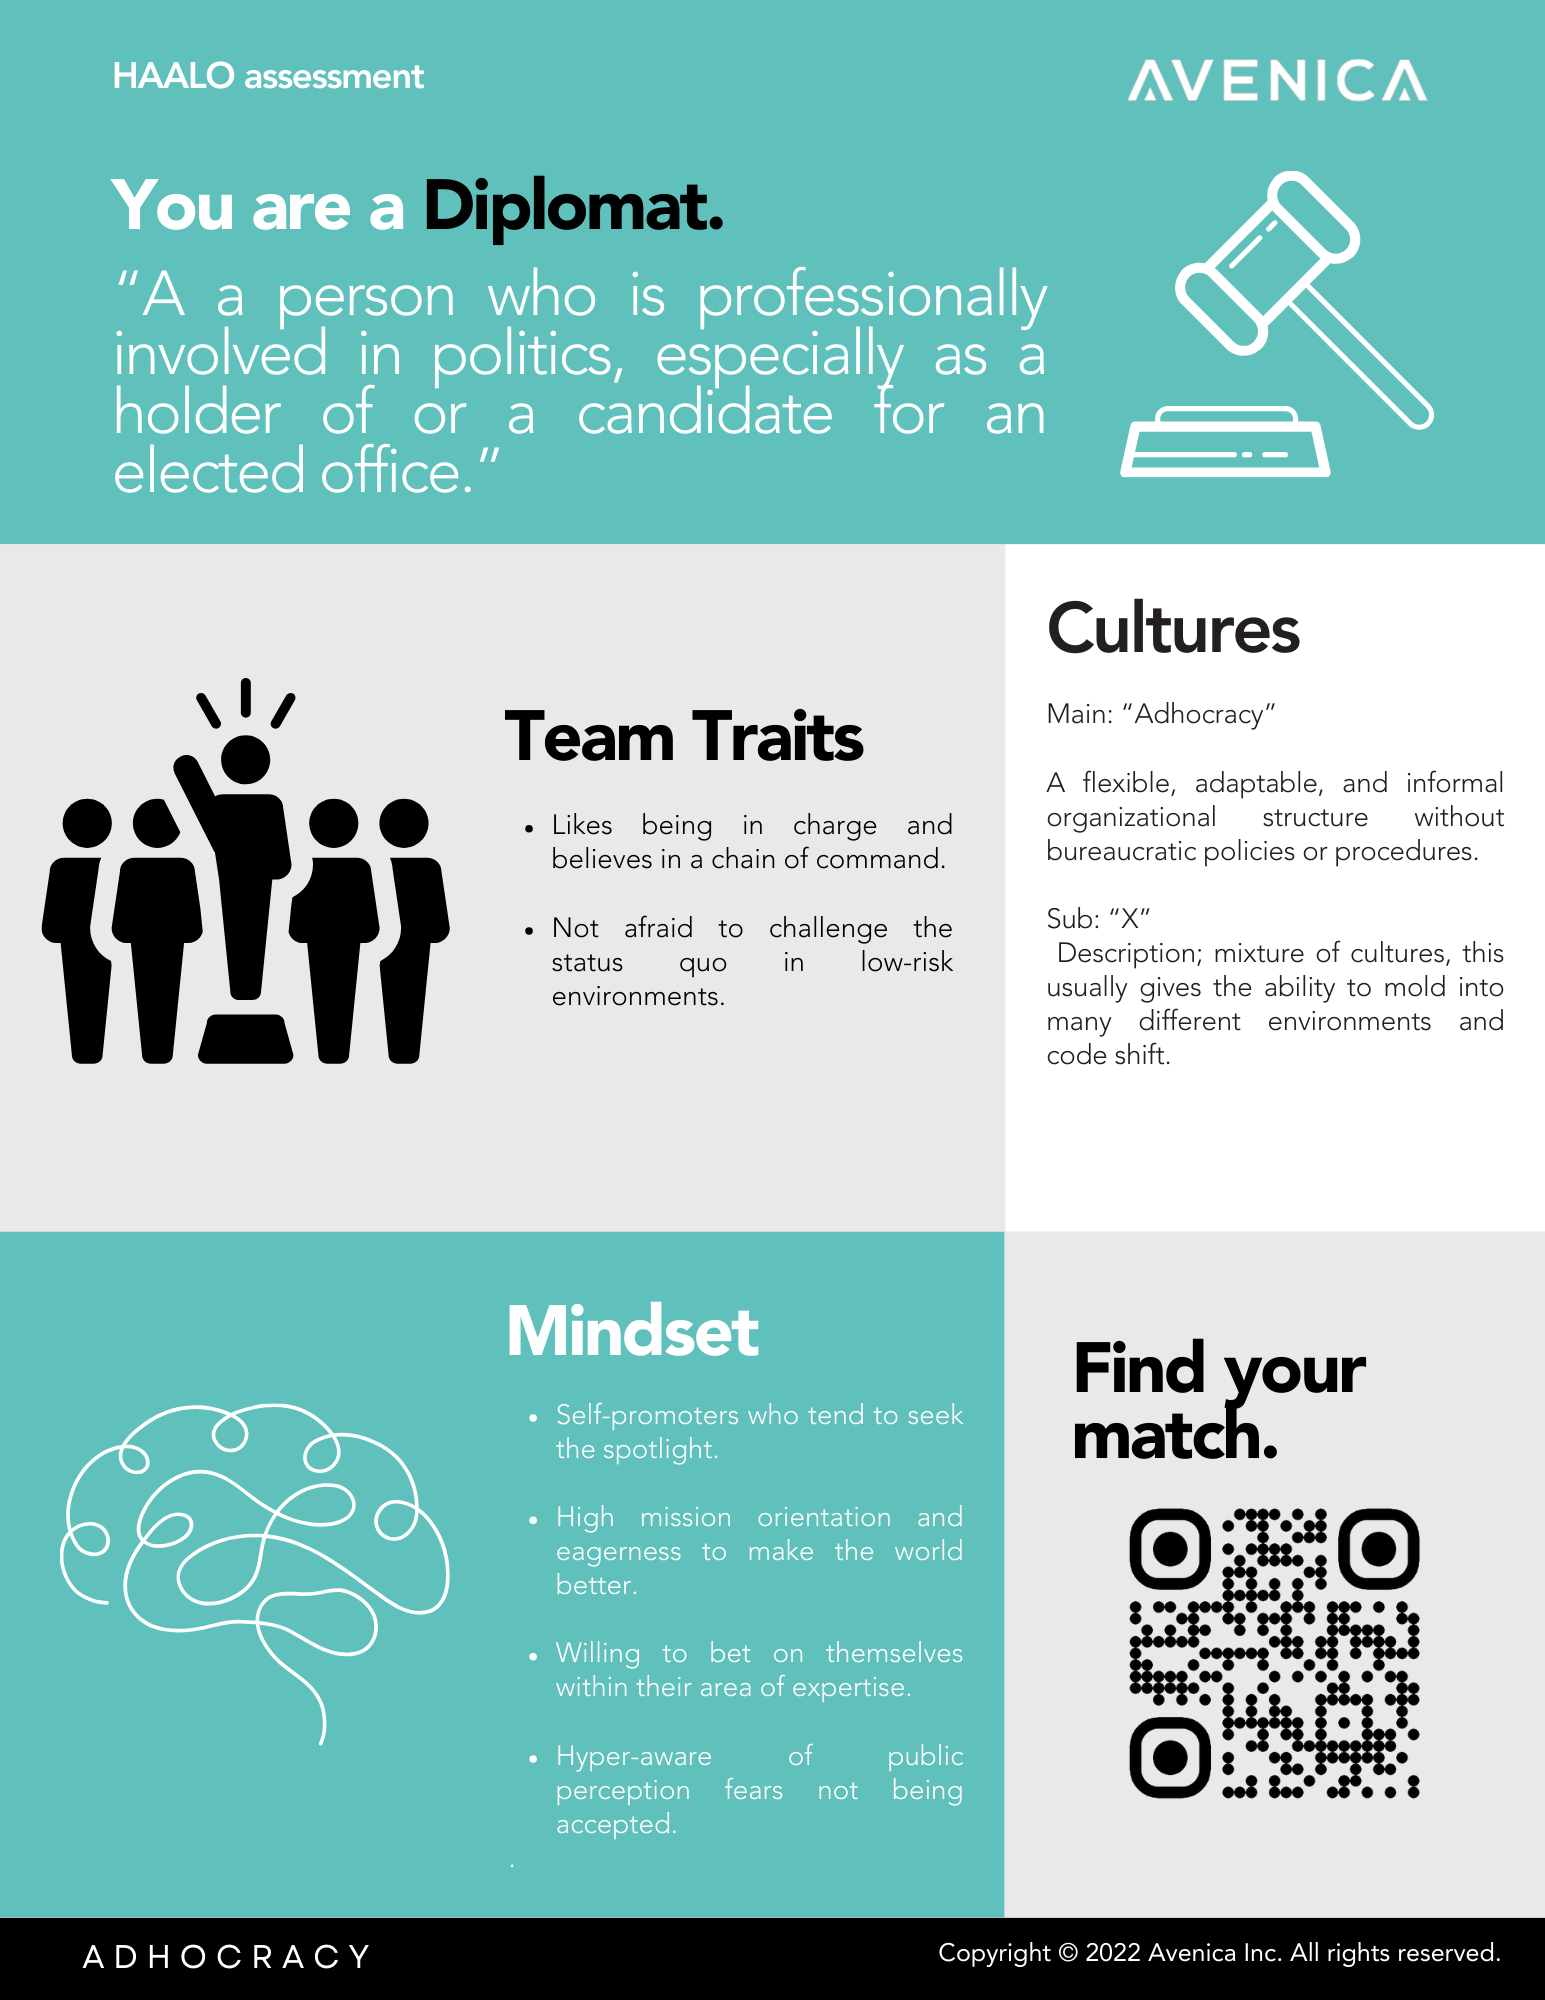 HAALO assessment
AVENICA
You are a Diplomat.
“A a person who is professionally
involved in politics, especially as a
holder of or a candidate for an
elected office.”
Team Traits
• Likes being in charge and
believes in a chain of command.
• Not afraid to challenge the
status quo in low-risk
environments.
Cultures
Main: “Adhocracy”
A flexible, adaptable, and informal
organizational structure without
bureaucratic policies or procedures.
Sub: “X”
Description; mixture of cultures, this
usually gives the ability to mold into
many different environments and
code shift.
Mindset
• Self-promoters who tend to seek
the spotlight.
• High mission orientation and
eagerness to make the world
better.
• Willing to bet on themselves
within their area of expertise.
• Hyper-aware of public
perception fears not being
accepted.
.
Find your
match.
ADHOCRACY
Copyright © 2022 Avenica Inc. All rights reserved.